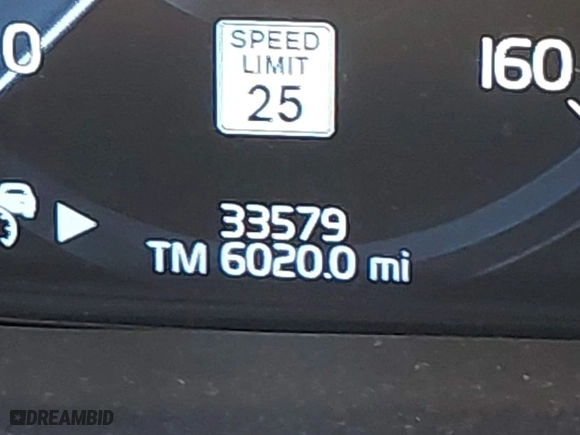 0
SPEED
LIMIT
25
160
33579
TM 6020.0 mi
DREAMBID